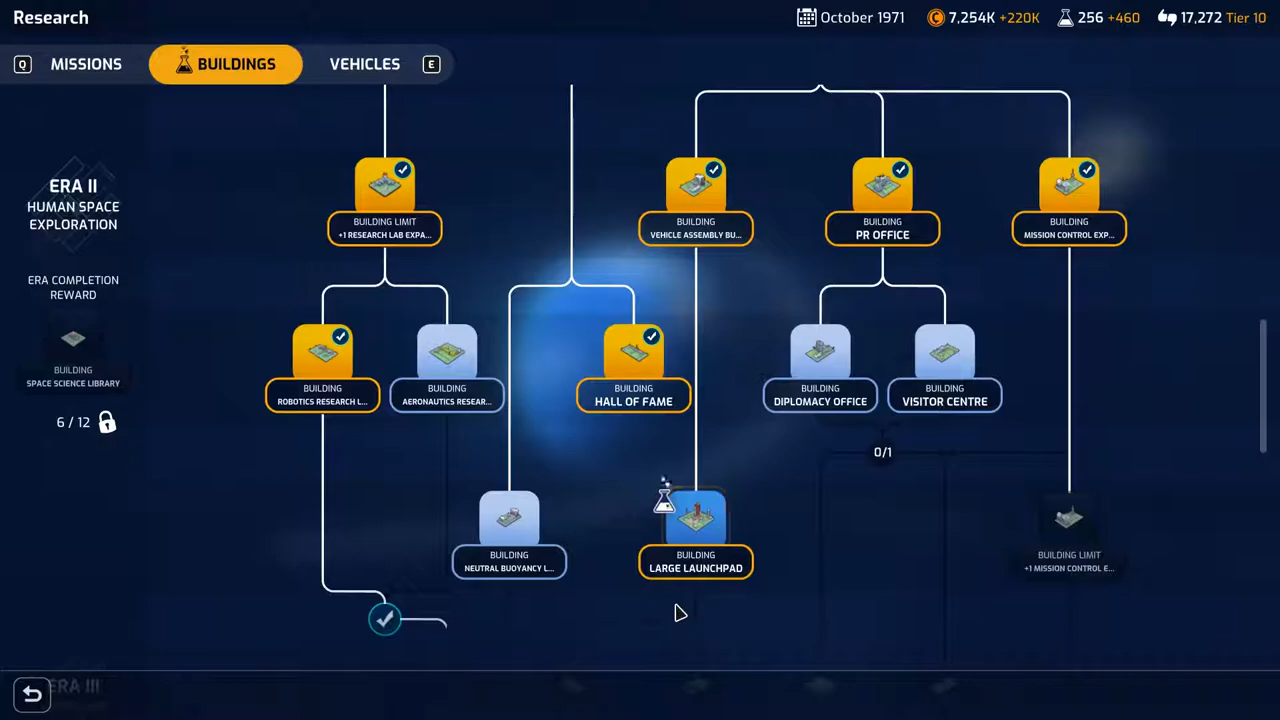 Research
October 1971
7,254K +220K
256 +460
17,272 Tier 10
Q
MISSIONS
BUILDINGS
VEHICLES
E
ERA II
HUMAN SPACE
EXPLORATION
ERA COMPLETION
REWARD
BUILDING
SPACE SCIENCE LIBRARY
6 / 12
BUILDING LIMIT
+1 RESEARCH LAB EXPA...
BUILDING
VEHICLE ASSEMBLY BU...
BUILDING
PR OFFICE
BUILDING
MISSION CONTROL EXP...
BUILDING
ROBOTICS RESEARCH L...
BUILDING
AERONAUTICS RESEAR...
BUILDING
HALL OF FAME
BUILDING
DIPLOMACY OFFICE
BUILDING
VISITOR CENTRE
0/1
BUILDING
NEUTRAL BUOYANCY L...
BUILDING
LARGE LAUNCHPAD
BUILDING LIMIT
+1 MISSION CONTROL E...
ERA III